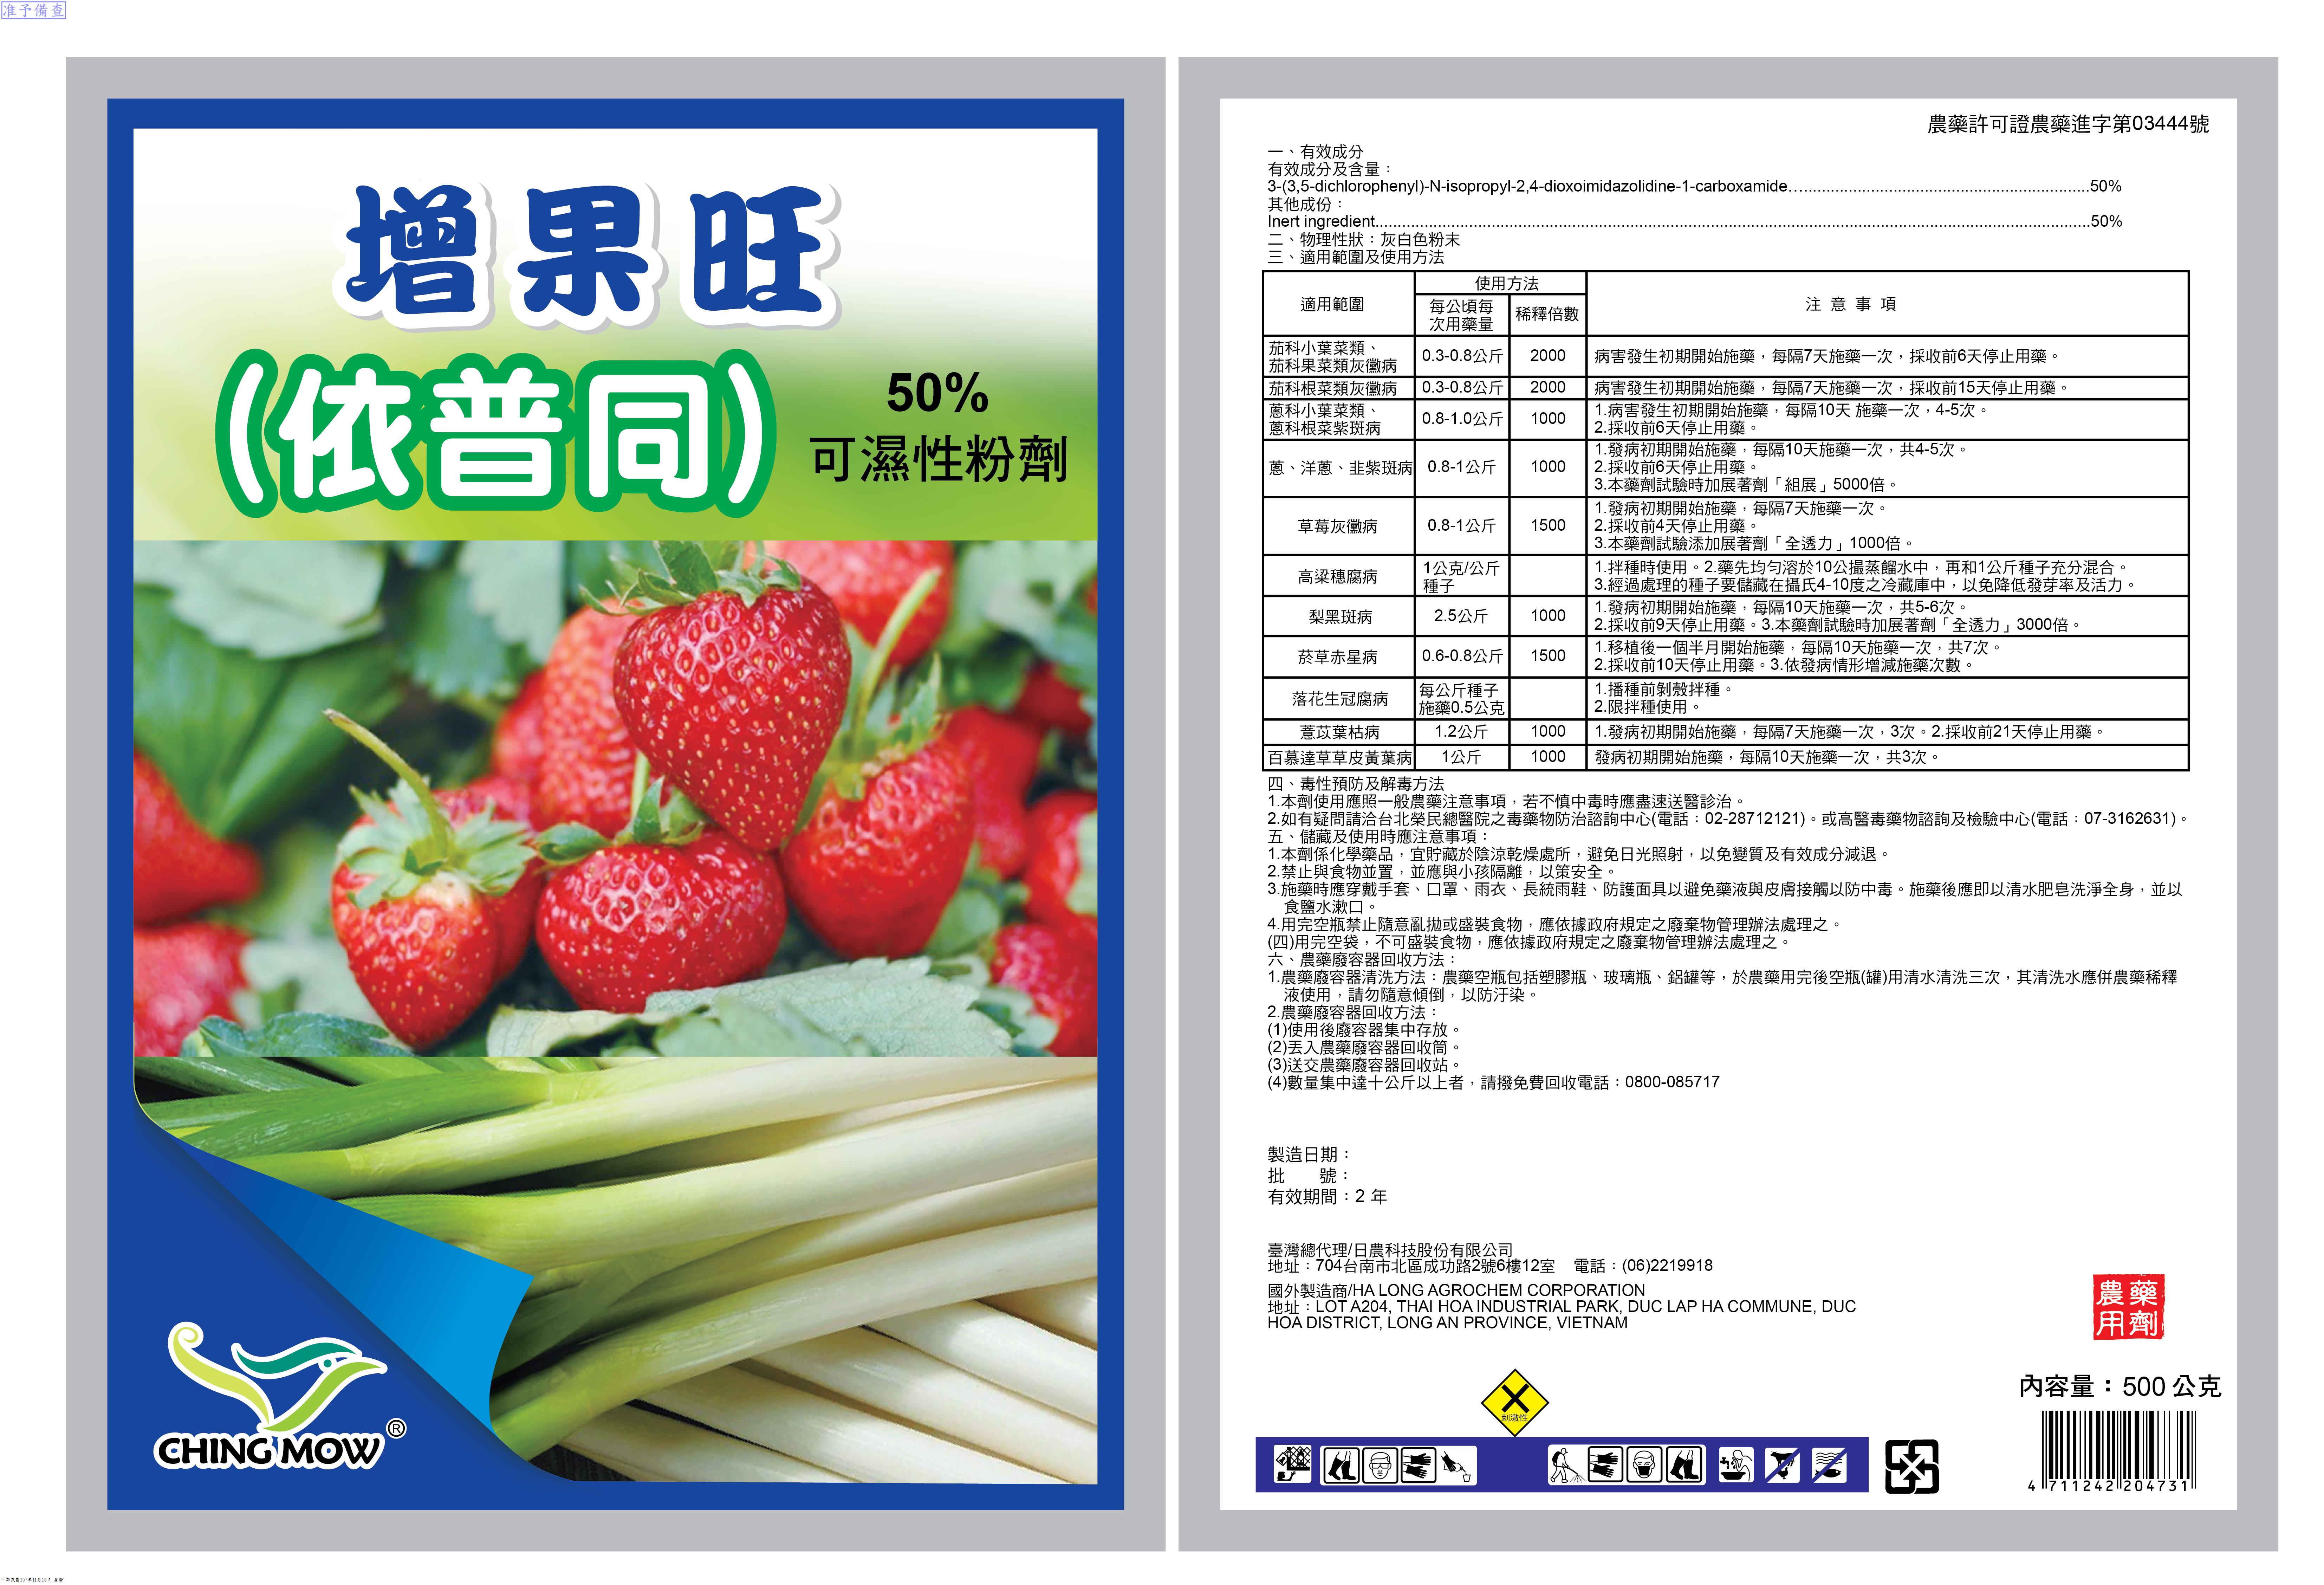 准予備查
增果旺
(依普同)
50%
可濕性粉劑
CHING MOW®
農藥許可證農藥進字第03444號
一、有效成分
有效成分及含量：
3-(3,5-dichlorophenyl)-N-isopropyl-2,4-dioxoimidazolidine-1-carboxamide........................................................................50%
其他成份：
Inert ingredient........................................................................50%
二、物理性狀：灰白色粉末
三、適用範圍及使用方法
適用範圍 使用方法 注意事項
每公頃每次用藥量 稀釋倍數
茄科小葉菜類、
茄科果菜類灰黴病 0.3-0.8公斤 2000 病害發生初期開始施藥，每隔7天施藥一次，採收前6天停止用藥。
茄科根菜類灰黴病 0.3-0.8公斤 2000 病害發生初期開始施藥，每隔7天施藥一次，採收前15天停止用藥。
蔥科小葉菜類、
蔥科根菜紫斑病 0.8-1.0公斤 1000 1.病害發生初期開始施藥，每隔10天 施藥一次，4-5次。
2.採收前6天停止用藥。
蔥、洋蔥、韭紫斑病 0.8-1公斤 1000 1.發病初期開始施藥，每隔10天施藥一次，共4-5次。
2.採收前6天停止用藥。
3.本藥劑試驗時加展著劑「組展」5000倍。
草莓灰黴病 0.8-1公斤 1500 1.發病初期開始施藥，每隔7天施藥一次。
2.採收前4天停止用藥。
3.本藥劑試驗添加展著劑「全透力」1000倍。
高粱穗腐病 1公克/公斤種子 1.拌種時使用。2.藥先均勻溶於10公撮蒸餾水中，再和1公斤種子充分混合。
3.經過處理的種子要儲藏在攝氏4-10度之冷藏庫中，以免降低發芽率及活力。
梨黑斑病 2.5公斤 1000 1.發病初期開始施藥，每隔10天施藥一次，共5-6次。
2.採收前9天停止用藥。3.本藥劑試驗時加展著劑「全透力」3000倍。
菸草赤星病 0.6-0.8公斤 1500 1.移植後一個半月開始施藥，每隔10天施藥一次，共7次。
2.採收前10天停止用藥。3.依發病情形增減施藥次數。
落花生冠腐病 每公斤種子施藥0.5公克 1.播種前剝殼拌種。
2.限拌種使用。
薏苡葉枯病 1.2公斤 1000 1.發病初期開始施藥，每隔7天施藥一次，3次。2.採收前21天停止用藥。
百慕達草草皮黃葉病 1公斤 1000 發病初期開始施藥，每隔10天施藥一次，共3次。
四、毒性預防及解毒方法
1.本劑使用應照一般農藥注意事項，若不慎中毒時應盡速送醫診治。
2.如有疑問請洽台北榮民總醫院之毒藥物防治諮詢中心(電話：02-28712121)。或高醫毒藥物諮詢及檢驗中心(電話：07-3162631)。
五、儲藏及使用時應注意事項：
1.本劑係化學藥品，宜貯藏於陰涼乾燥處所，避免日光照射，以免變質及有效成分減退。
2.禁止與食物並置，並應與小孩隔離，以策安全。
3.施藥時應穿戴手套、口罩、雨衣、長統雨鞋、防護面具以避免藥液與皮膚接觸以防中毒。施藥後應即以清水肥皂洗淨全身，並以
食鹽水漱口。
4.用完空瓶禁止隨意亂拋或盛裝食物，應依據政府規定之廢棄物管理辦法處理之。
(四)用完空袋，不可盛裝食物，應依據政府規定之廢棄物管理辦法處理之。
六、農藥廢容器回收方法：
1.農藥廢容器清洗方法：農藥空瓶包括塑膠瓶、玻璃瓶、鋁罐等，於農藥用完後空瓶(罐)用清水清洗三次，其清洗水應併農藥稀釋
液使用，請勿隨意傾倒，以防汙染。
2.農藥廢容器回收方法：
(1)使用後廢容器集中存放。
(2)丟入農藥廢容器回收筒。
(3)送交農藥廢容器回收站。
(4)數量集中達十公斤以上者，請撥免費回收電話：0800-085717
製造日期：
批　　號：
有效期間：2 年
臺灣總代理/日農科技股份有限公司
地址：704台南市北區成功路2號6樓12室　電話：(06)2219918
國外製造商/HA LONG AGROCHEM CORPORATION
地址：LOT A204, THAI HOA INDUSTRIAL PARK, DUC LAP HA COMMUNE, DUC
HOA DISTRICT, LONG AN PROVINCE, VIETNAM
農藥
用劑
刺激性
內容量：500 公克
4 711242 204731